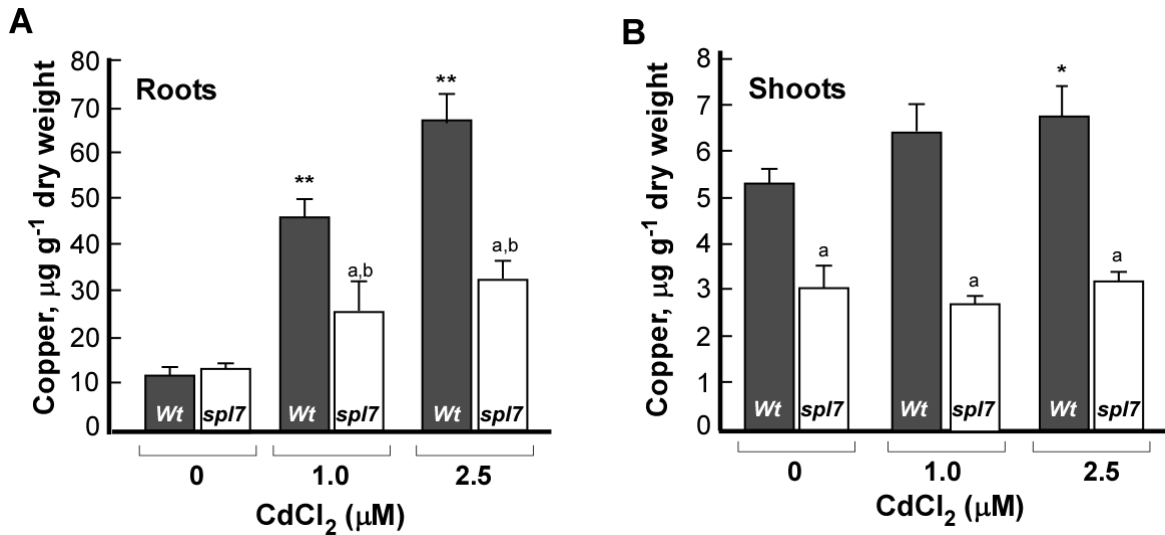 A
Copper, μg g⁻¹ dry weight
80
70
60
50
40
30
20
10
0
Roots
**
**
a,b
a,b
Wt
spl7
Wt
spl7
Wt
spl7
0
1.0
2.5
CdCl₂ (μM)
B
Copper, μg g⁻¹ dry weight
8
7
6
5
4
3
2
1
0
Shoots
*
a
a
a
Wt
spl7
Wt
spl7
Wt
spl7
0
1.0
2.5
CdCl₂ (μM)